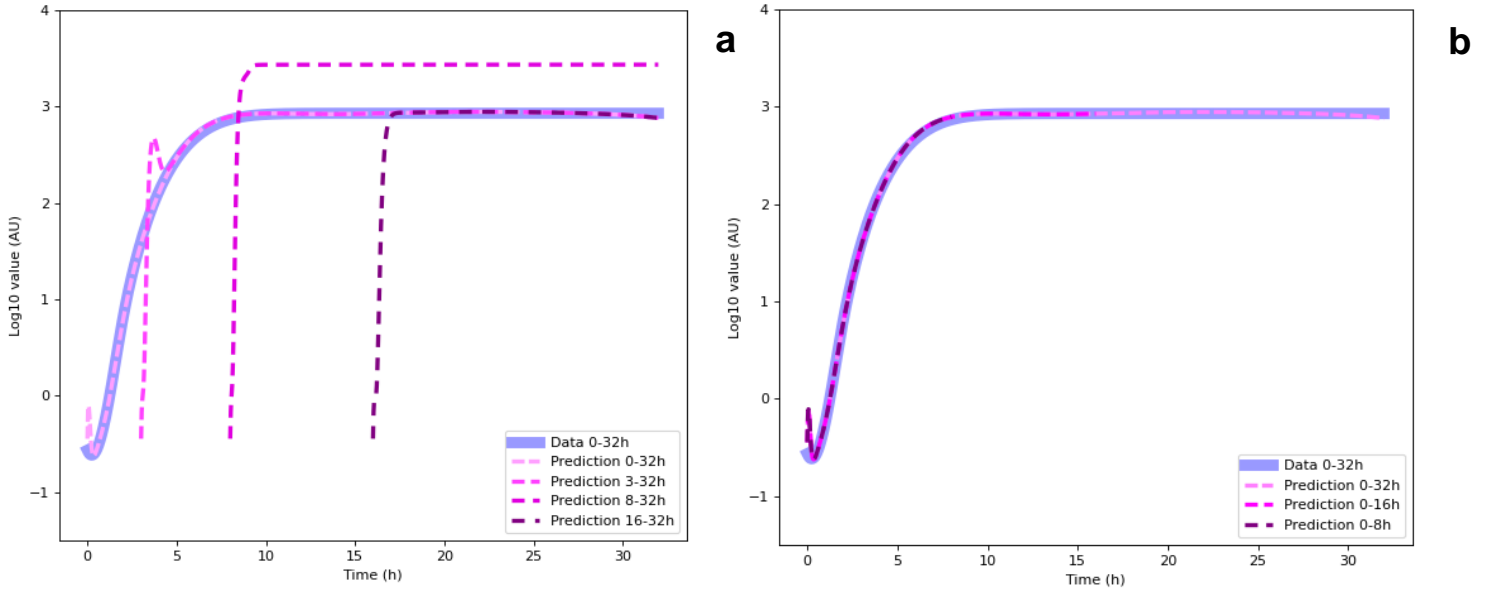 4
3
2
1
0
−1
Log10 value (AU)
0 5 10 15 20 25 30
Time (h)
Data 0-32h
Prediction 0-32h
Prediction 3-32h
Prediction 8-32h
Prediction 16-32h
a
4
3
2
1
0
−1
Log10 value (AU)
0 5 10 15 20 25 30
Time (h)
Data 0-32h
Prediction 0-32h
Prediction 0-16h
Prediction 0-8h
b